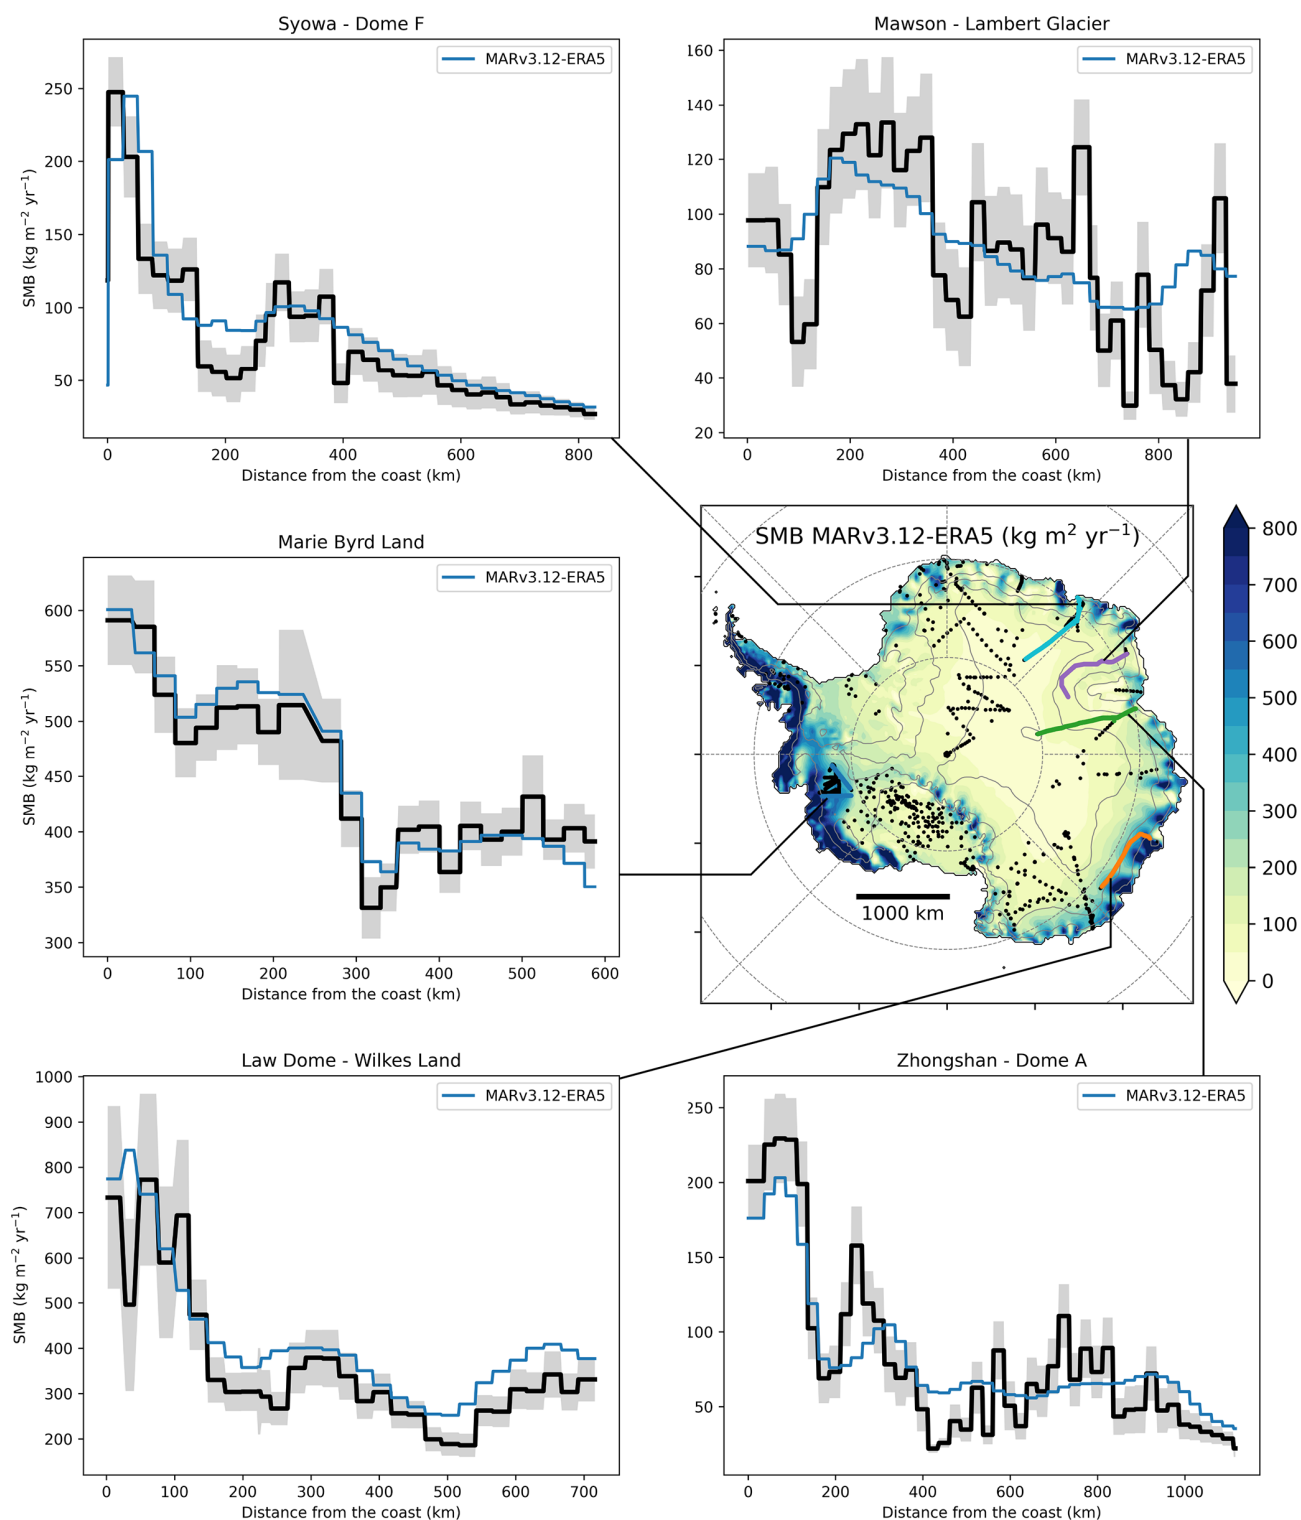 Syowa - Dome F
MARv3.12-ERA5
250
200
150
100
50
SMB (kg m⁻² yr⁻¹)
0 200 400 600 800
Distance from the coast (km)
Mawson - Lambert Glacier
MARv3.12-ERA5
160
140
120
100
80
60
40
20
0 200 400 600 800
Distance from the coast (km)
Marie Byrd Land
MARv3.12-ERA5
600
550
500
450
400
350
300
SMB (kg m⁻² yr⁻¹)
0 100 200 300 400 500 600
Distance from the coast (km)
SMB MARv3.12-ERA5 (kg m² yr⁻¹)
1000 km
800
700
600
500
400
300
200
100
0
Law Dome - Wilkes Land
MARv3.12-ERA5
1000
900
800
700
600
500
400
300
200
SMB (kg m⁻² yr⁻¹)
0 100 200 300 400 500 600 700
Distance from the coast (km)
Zhongshan - Dome A
MARv3.12-ERA5
250
200
150
100
50
0 200 400 600 800 1000
Distance from the coast (km)